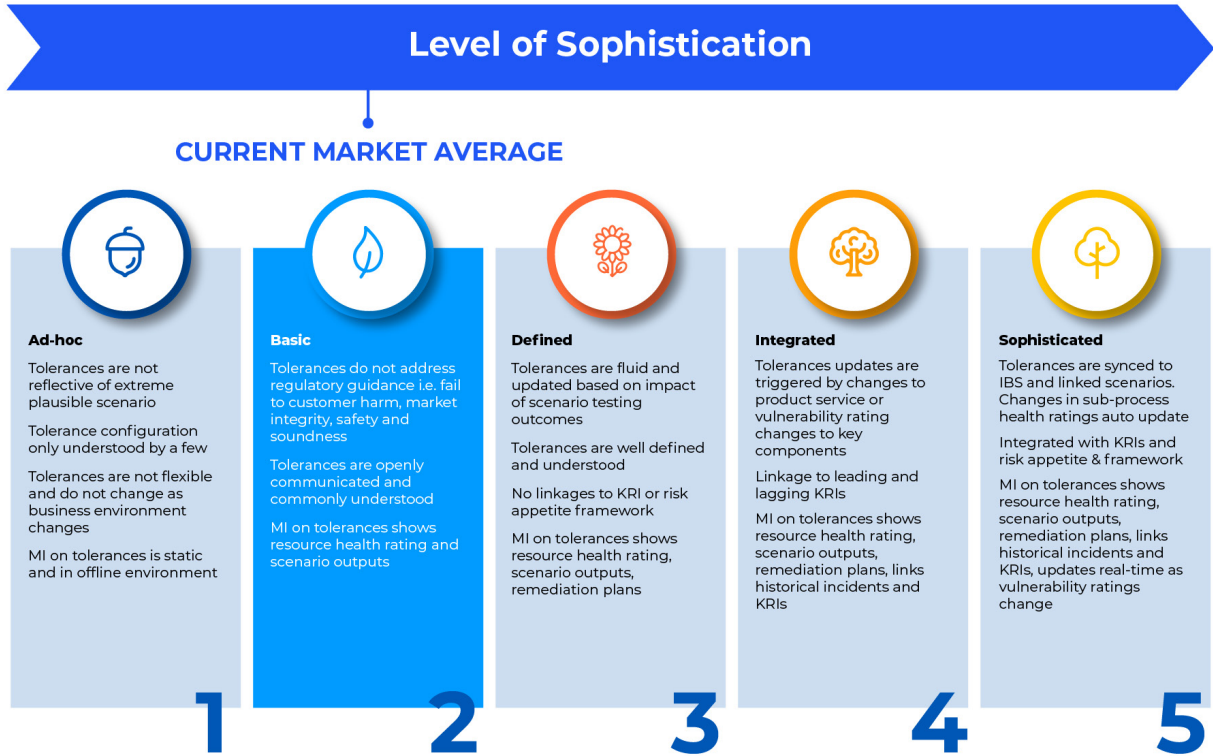 Level of Sophistication
CURRENT MARKET AVERAGE
Ad-hoc
Tolerances are not
reflective of extreme
plausible scenario
Tolerance configuration
only understood by a few
Tolerances are not flexible
and do not change as
business environment
changes
MI on tolerances is static
and in offline environment
1
Basic
Tolerances do not address
regulatory guidance i.e. fail
to customer harm, market
integrity, safety and
soundness
Tolerances are openly
communicated and
commonly understood
MI on tolerances shows
resource health rating and
scenario outputs
2
Defined
Tolerances are fluid and
updated based on impact
of scenario testing
outcomes
Tolerances are well defined
and understood
No linkages to KRI or risk
appetite framework
MI on tolerances shows
resource health rating,
scenario outputs,
remediation plans
3
Integrated
Tolerances updates are
triggered by changes to
product service or
vulnerability rating
changes to key
components
Linkage to leading and
lagging KRIs
MI on tolerances shows
resource health rating,
scenario outputs,
remediation plans, links
historical incidents and
KRIs
4
Sophisticated
Tolerances are synced to
IBS and linked scenarios.
Changes in sub-process
health ratings auto update
Integrated with KRIs and
risk appetite & framework
MI on tolerances shows
resource health rating,
scenario outputs,
remediation plans, links
historical incidents and
KRIs, updates real-time as
vulnerability ratings
change
5